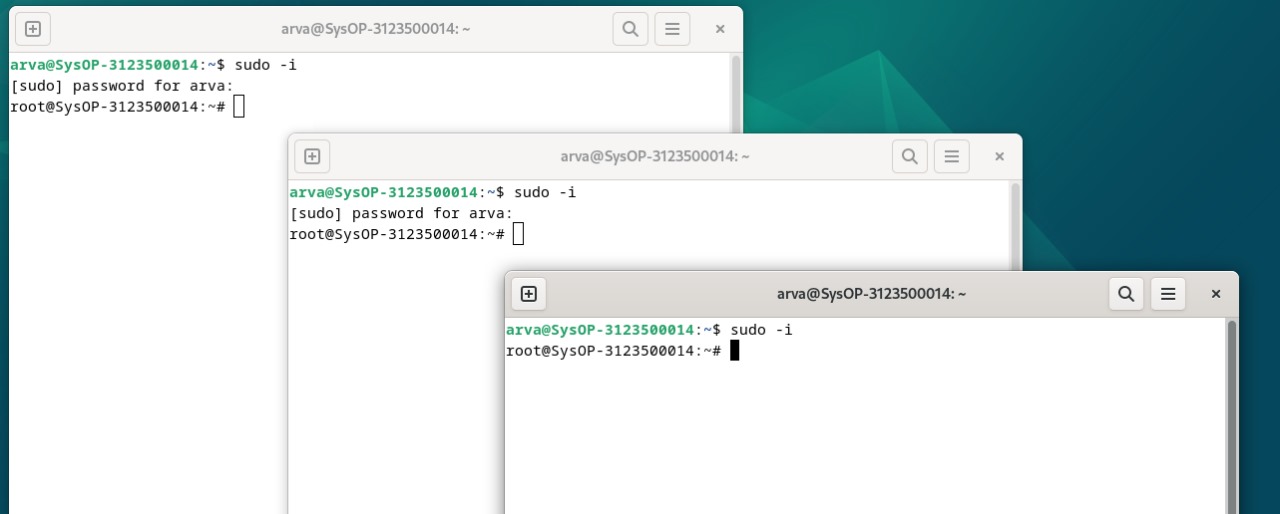 arva@SysOP-3123500014: ~
arva@SysOP-3123500014:~$ sudo -i
[sudo] password for arva:
root@SysOP-3123500014:~#
arva@SysOP-3123500014: ~
arva@SysOP-3123500014:~$ sudo -i
[sudo] password for arva:
root@SysOP-3123500014:~#
arva@SysOP-3123500014: ~
arva@SysOP-3123500014:~$ sudo -i
root@SysOP-3123500014:~#